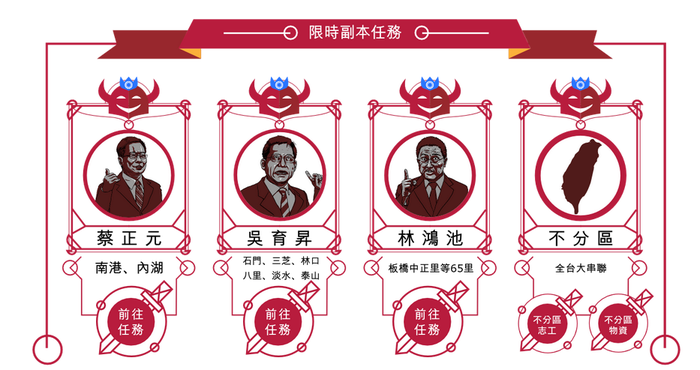 限時副本任務
蔡正元
南港、內湖
前往
任務
吳育昇
石門、三芝、林口
八里、淡水、泰山
前往
任務
林鴻池
板橋中正里等65里
前往
任務
不分區
全台大串聯
不分區
志工
不分區
物資